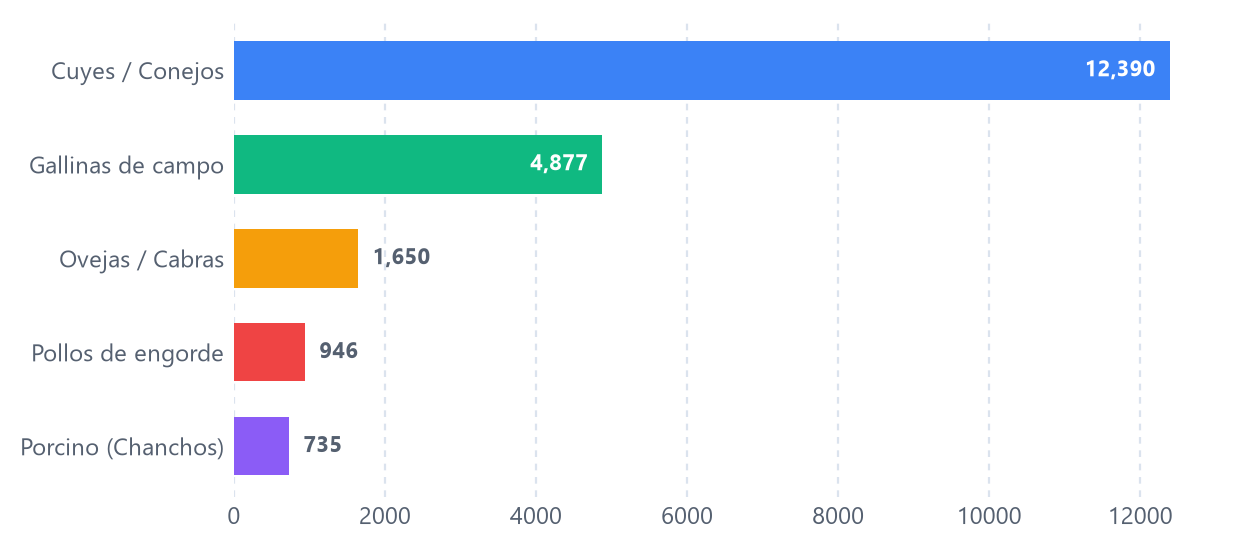 Cuyes / Conejos 12,390
Gallinas de campo 4,877
Ovejas / Cabras 1,650
Pollos de engorde 946
Porcino (Chanchos) 735
0 2000 4000 6000 8000 10000 12000